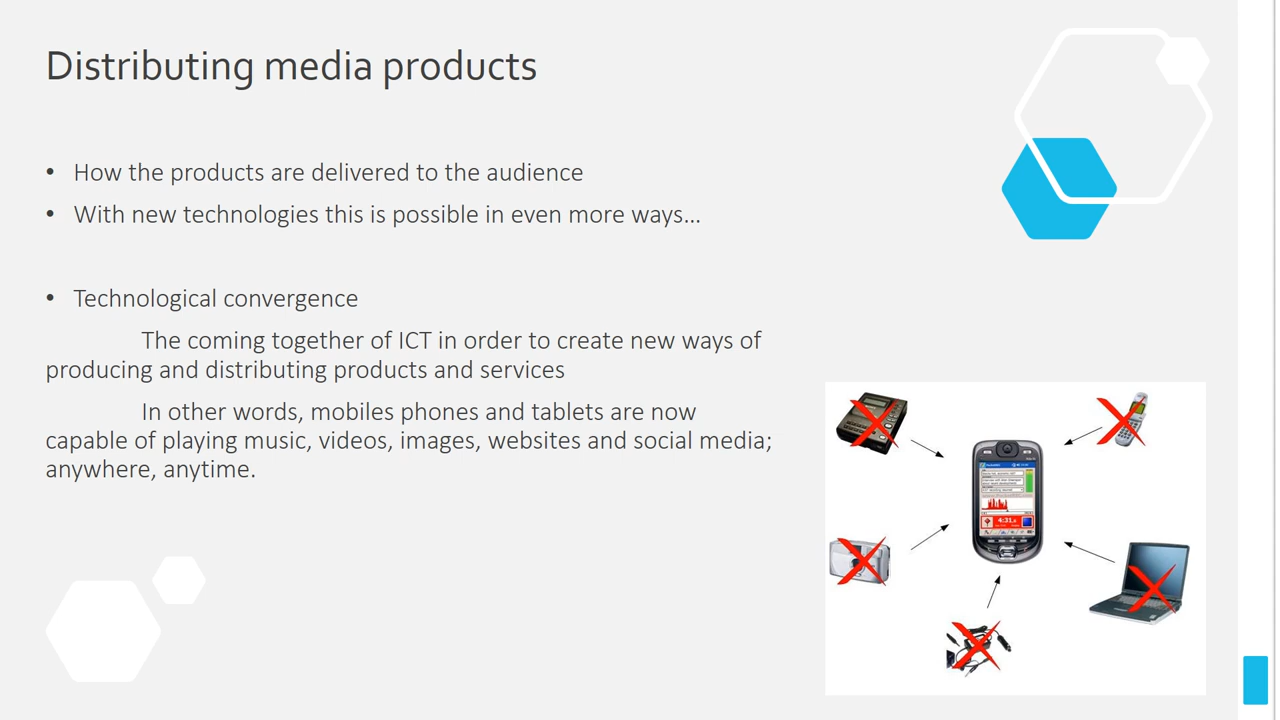 Distributing media products
• How the products are delivered to the audience
• With new technologies this is possible in even more ways…
• Technological convergence
The coming together of ICT in order to create new ways of
producing and distributing products and services
In other words, mobiles phones and tablets are now
capable of playing music, videos, images, websites and social media;
anywhere, anytime.
4:31